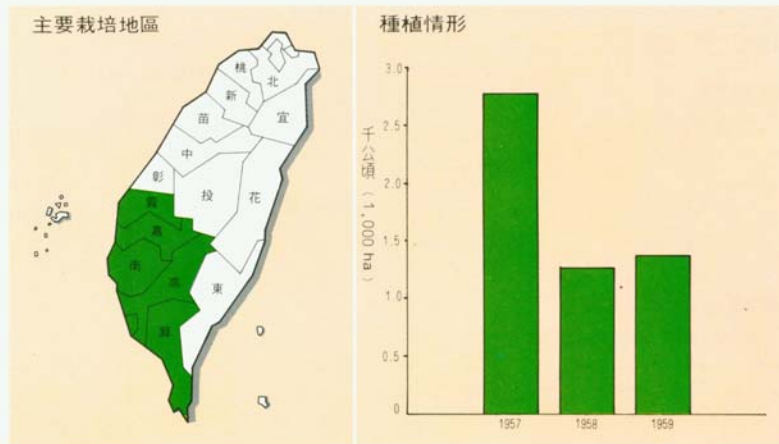 主要栽培地區
桃
北
新
苗
宜
中
彰
投
花
雲
嘉
南
高
東
屏
種植情形
千公頃(1,000 ha)
3.0
2.5
2.0
1.5
1.0
0.5
0
1957
1958
1959